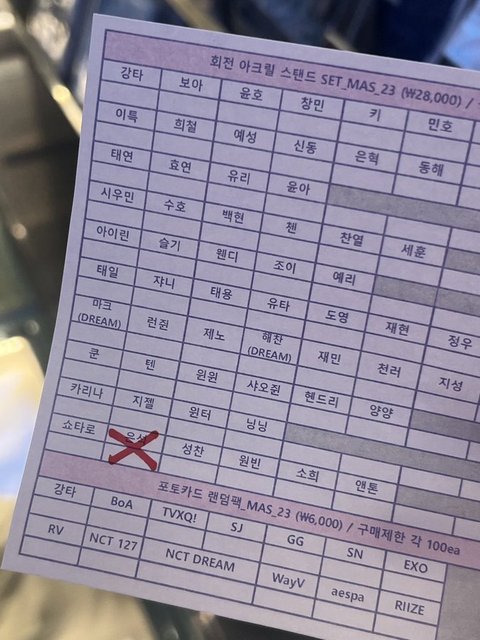 회전 아크릴 스탠드 SET_MAS_23 (₩28,000) /
강타 보아 윤호 창민 키 민호
이특 희철 예성 신동 은혁 동해
태연 효연 유리 윤아
시우민 수호 백현 첸 찬열 세훈
아이린 슬기 웬디 조이 예리
태일 쟈니 태용 유타 도영 재현 정우
마크(DREAM) 런쥔 제노 해찬(DREAM) 재민 천러 지성
쿤 텐 윈윈 샤오쥔 헨드리 양양
카리나 지젤 윈터 닝닝
쇼타로 은석 성찬 원빈 소희 앤톤
포토카드 랜덤팩_MAS_23 (₩6,000) / 구매제한 각 100ea
강타 BoA TVXQ! SJ GG SN EXO
RV NCT 127 NCT DREAM WayV aespa RIIZE